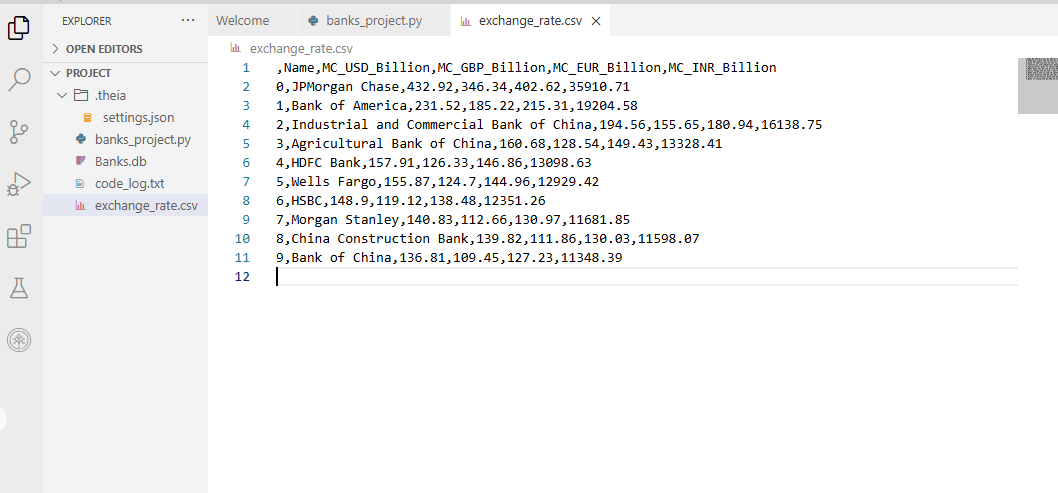 EXPLORER
OPEN EDITORS
PROJECT
.theia
settings.json
banks_project.py
Banks.db
code_log.txt
exchange_rate.csv
Welcome
banks_project.py
exchange_rate.csv
exchange_rate.csv
1 ,Name,MC_USD_Billion,MC_GBP_Billion,MC_EUR_Billion,MC_INR_Billion
2 0,JPMorgan Chase,432.92,346.34,402.62,35910.71
3 1,Bank of America,231.52,185.22,215.31,19204.58
4 2,Industrial and Commercial Bank of China,194.56,155.65,180.94,16138.75
5 3,Agricultural Bank of China,160.68,128.54,149.43,13328.41
6 4,HDFC Bank,157.91,126.33,146.86,13098.63
7 5,Wells Fargo,155.87,124.7,144.96,12929.42
8 6,HSBC,148.9,119.12,138.48,12351.26
9 7,Morgan Stanley,140.83,112.66,130.97,11681.85
10 8,China Construction Bank,139.82,111.86,130.03,11598.07
11 9,Bank of China,136.81,109.45,127.23,11348.39
12